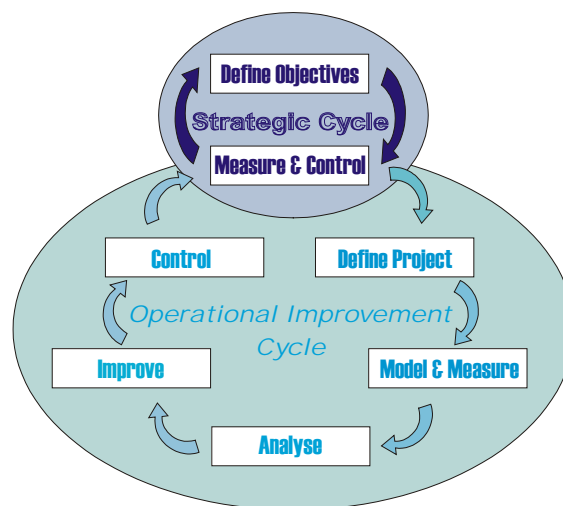 Define Objectives
Strategic Cycle
Measure & Control
Control
Define Project
Operational Improvement
Cycle
Improve
Model & Measure
Analyse